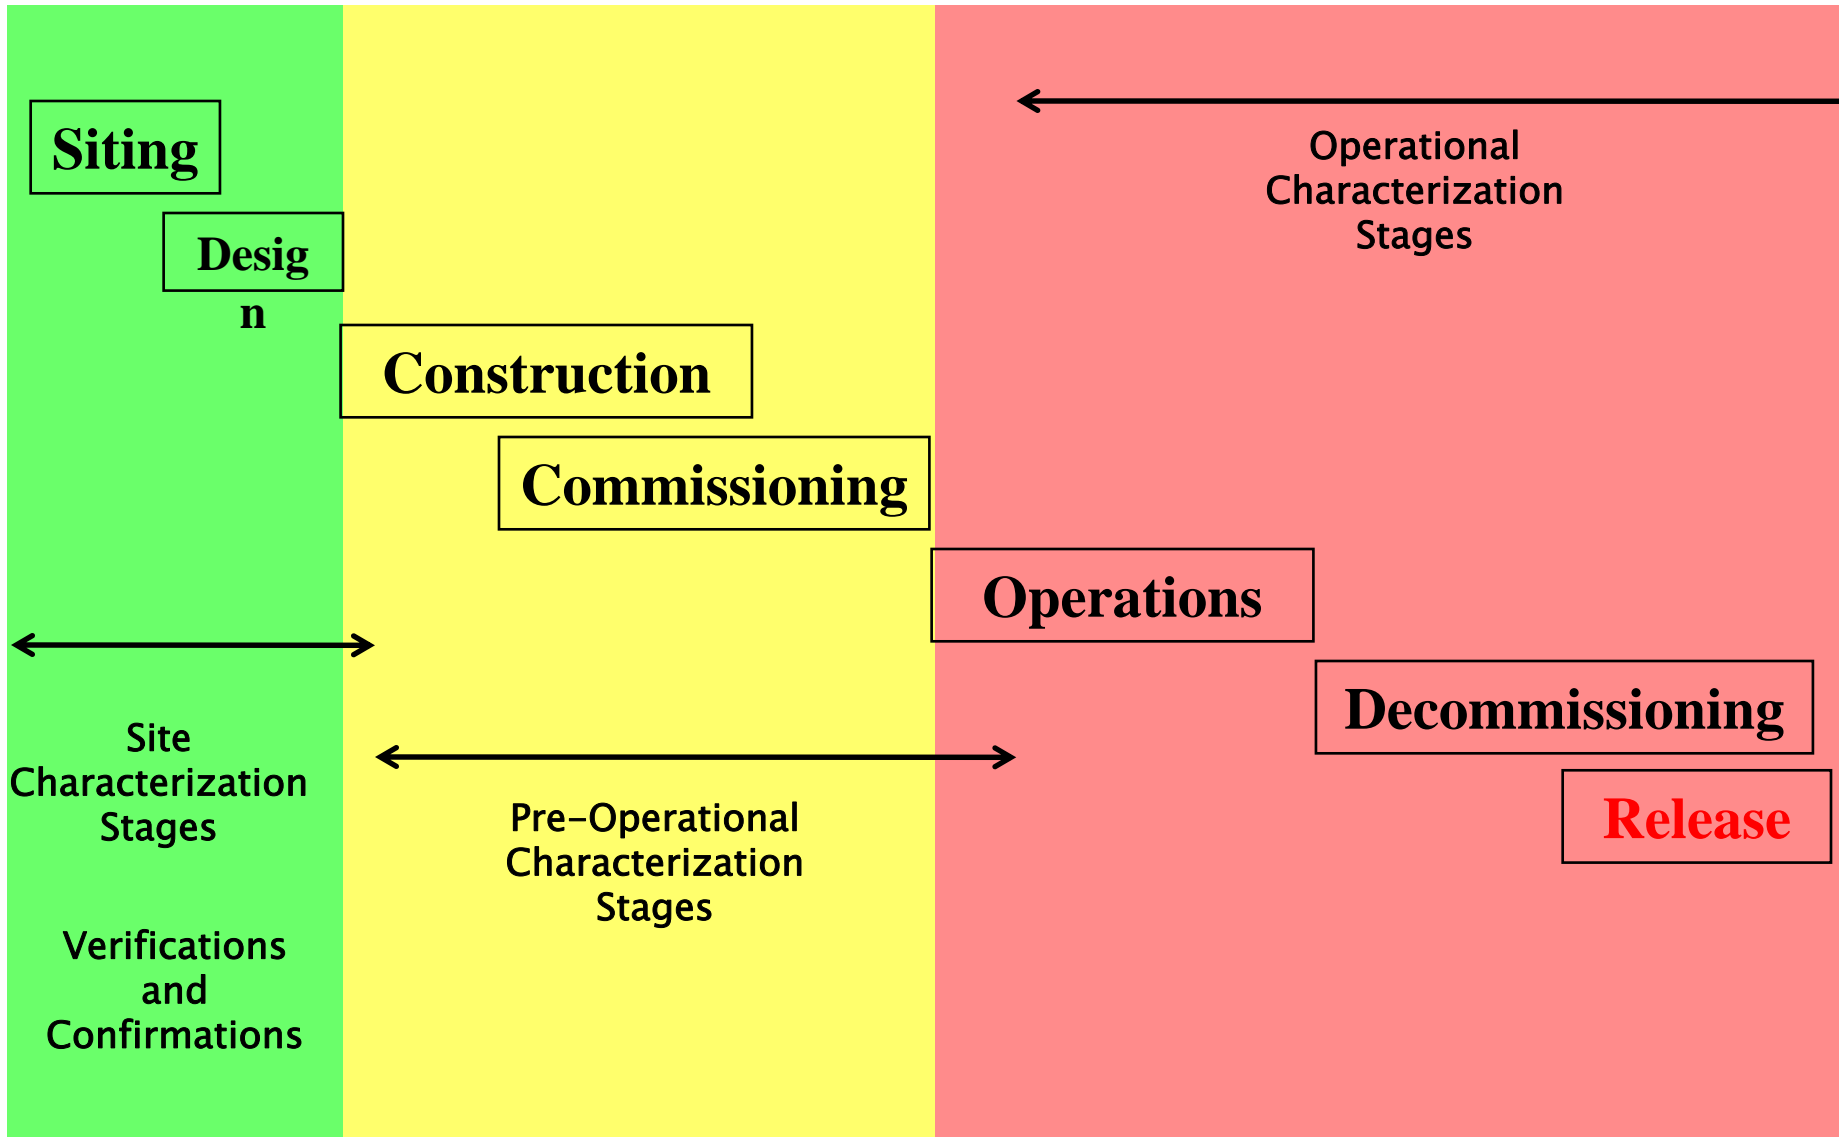 Siting
Desig
n
Construction
Commissioning
Operations
Decommissioning
Release
Operational
Characterization
Stages
Site
Characterization
Stages
Verifications
and
Confirmations
Pre-Operational
Characterization
Stages